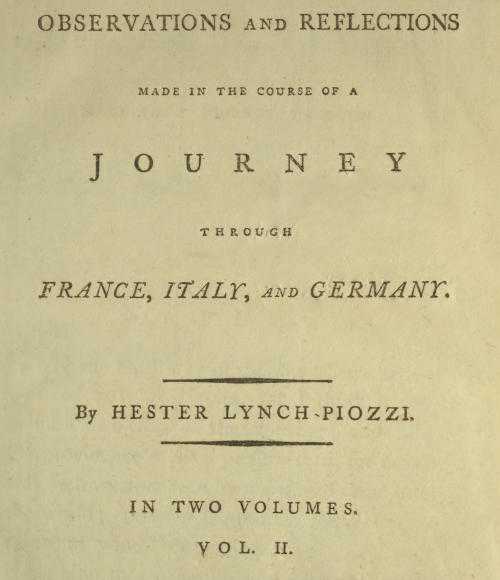 OBSERVATIONS AND REFLECTIONS
MADE IN THE COURSE OF A
JOURNEY
THROUGH
FRANCE, ITALY, AND GERMANY.
By HESTER LYNCH PIOZZI.
IN TWO VOLUMES.
VOL. II.